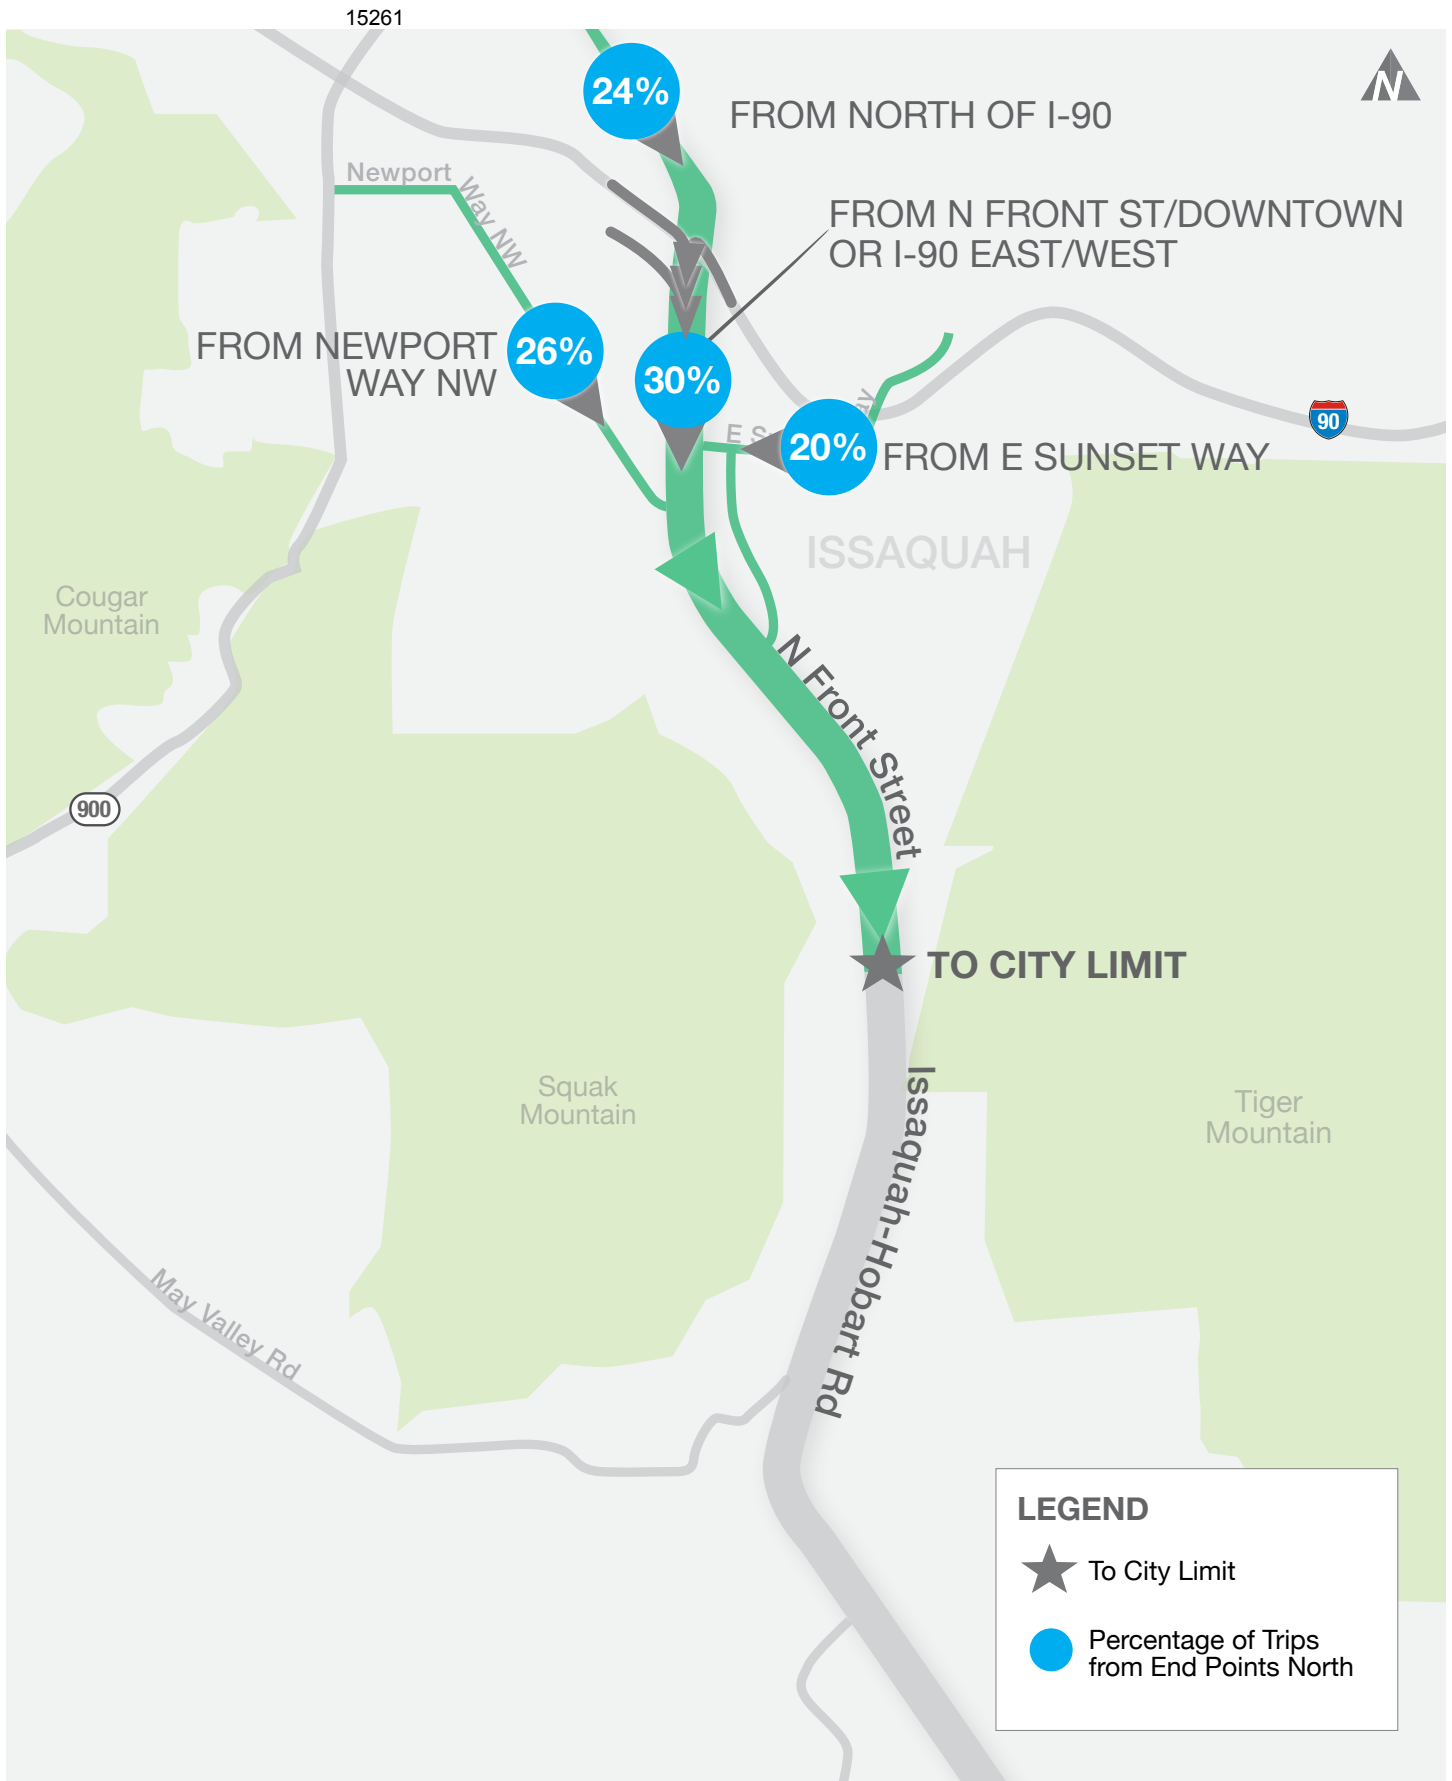 15261
24%
FROM NORTH OF I-90
N
Newport
Way NW
FROM N FRONT ST/DOWNTOWN
OR I-90 EAST/WEST
FROM NEWPORT
WAY NW
26%
30%
90
20%
FROM E SUNSET WAY
ISSAQUAH
Cougar
Mountain
N Front Street
900
TO CITY LIMIT
Squak
Mountain
Tiger
Mountain
Issaquah-Hobart Rd
May Valley Rd
LEGEND
To City Limit
Percentage of Trips
from End Points North